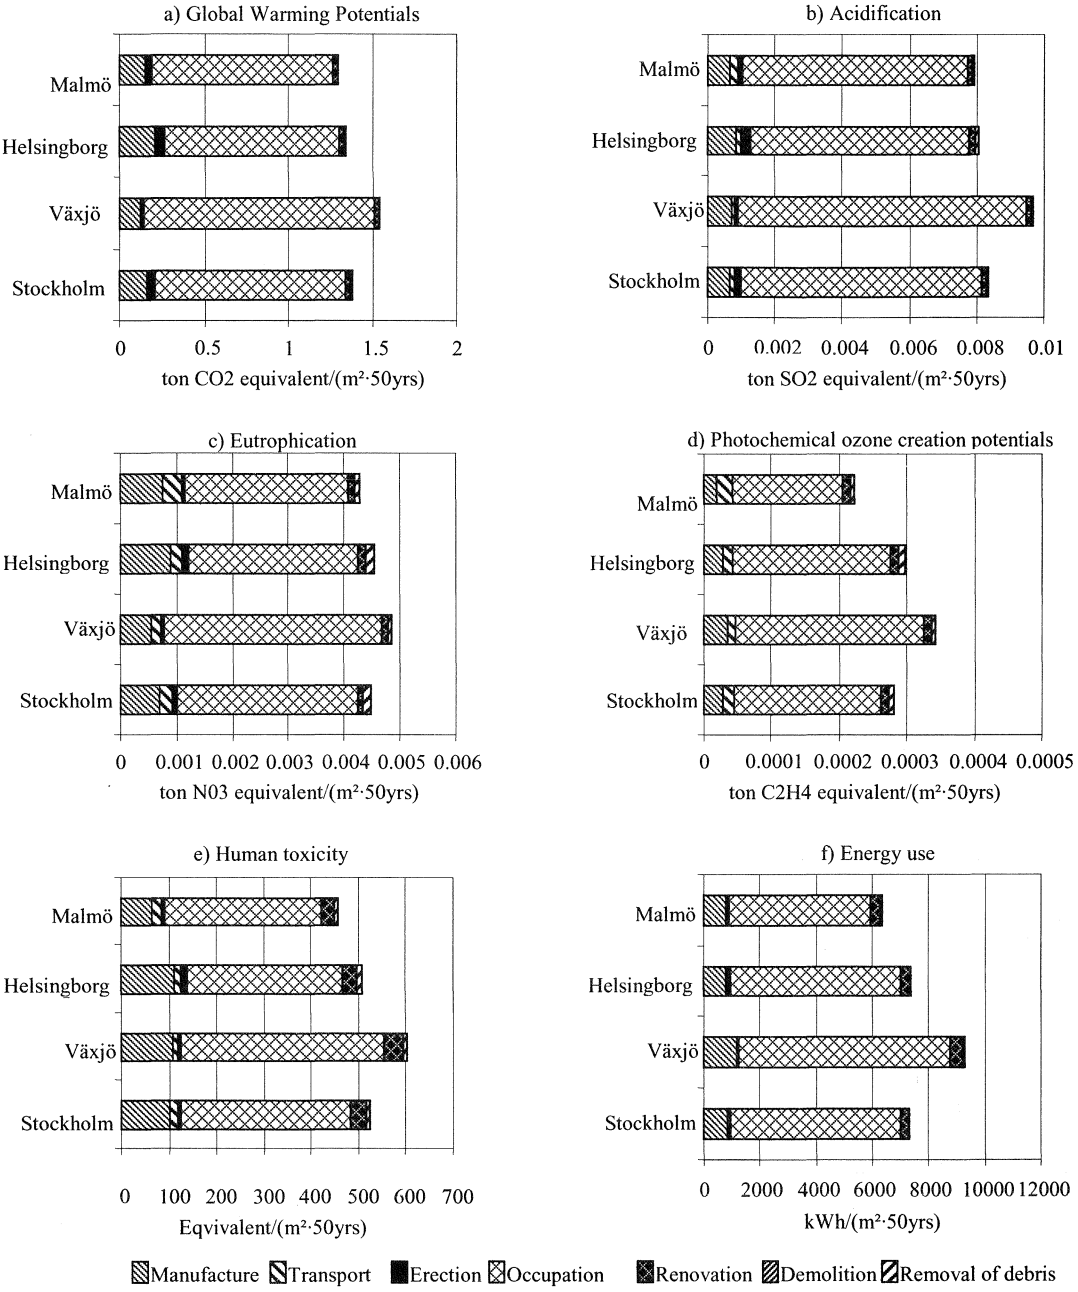 a) Global Warming Potentials
Malmö
Helsingborg
Växjö
Stockholm
0 0.5 1 1.5 2
ton CO2 equivalent/(m²·50yrs)
b) Acidification
Malmö
Helsingborg
Växjö
Stockholm
0 0.002 0.004 0.006 0.008 0.01
ton SO2 equivalent/(m²·50yrs)
c) Eutrophication
Malmö
Helsingborg
Växjö
Stockholm
0 0.001 0.002 0.003 0.004 0.005 0.006
ton N03 equivalent/(m²·50yrs)
d) Photochemical ozone creation potentials
Malmö
Helsingborg
Växjö
Stockholm
0 0.0001 0.0002 0.0003 0.0004 0.0005
ton C2H4 equivalent/(m²·50yrs)
e) Human toxicity
Malmö
Helsingborg
Växjö
Stockholm
0 100 200 300 400 500 600 700
Eqvivalent/(m²·50yrs)
f) Energy use
Malmö
Helsingborg
Växjö
Stockholm
0 2000 4000 6000 8000 10000 12000
kWh/(m²·50yrs)
Manufacture Transport Erection Occupation Renovation Demolition Removal of debris